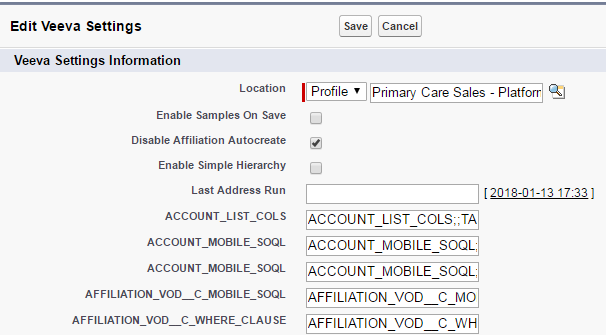 Edit Veeva Settings Save Cancel
Veeva Settings Information
Location Profile ▼ Primary Care Sales - Platforn
Enable Samples On Save
Disable Affiliation Autocreate
Enable Simple Hierarchy
Last Address Run [ 2018-01-13 17:33 ]
ACCOUNT_LIST_COLS ACCOUNT_LIST_COLS;;TA
ACCOUNT_MOBILE_SOQL ACCOUNT_MOBILE_SOQL;
ACCOUNT_MOBILE_SOQL ACCOUNT_MOBILE_SOQL;
AFFILIATION_VOD__C_MOBILE_SOQL AFFILIATION_VOD__C_MO
AFFILIATION_VOD__C_WHERE_CLAUSE AFFILIATION_VOD__C_WH